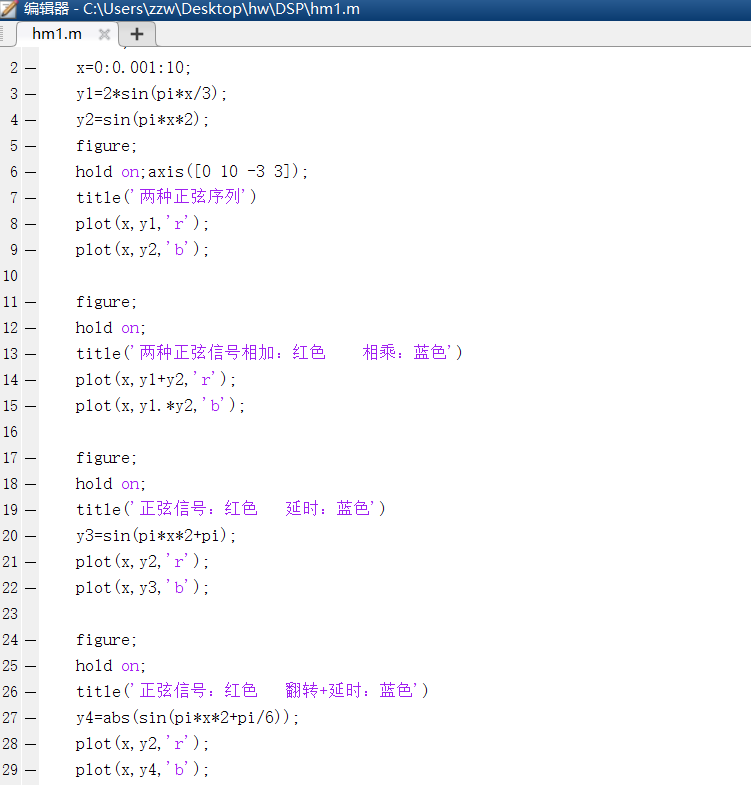 编辑器 - C:\Users\zzw\Desktop\hw\DSP\hm1.m
hm1.m
2 — x=0:0.001:10;
3 — y1=2*sin(pi*x/3);
4 — y2=sin(pi*x*2);
5 — figure;
6 — hold on;axis([0 10 -3 3]);
7 — title('两种正弦序列')
8 — plot(x,y1,'r');
9 — plot(x,y2,'b');
10
11 — figure;
12 — hold on;
13 — title('两种正弦信号相加：红色    相乘：蓝色')
14 — plot(x,y1+y2,'r');
15 — plot(x,y1.*y2,'b');
16
17 — figure;
18 — hold on;
19 — title('正弦信号：红色   延时：蓝色')
20 — y3=sin(pi*x*2+pi);
21 — plot(x,y2,'r');
22 — plot(x,y3,'b');
23
24 — figure;
25 — hold on;
26 — title('正弦信号：红色   翻转+延时：蓝色')
27 — y4=abs(sin(pi*x*2+pi/6));
28 — plot(x,y2,'r');
29 — plot(x,y4,'b');